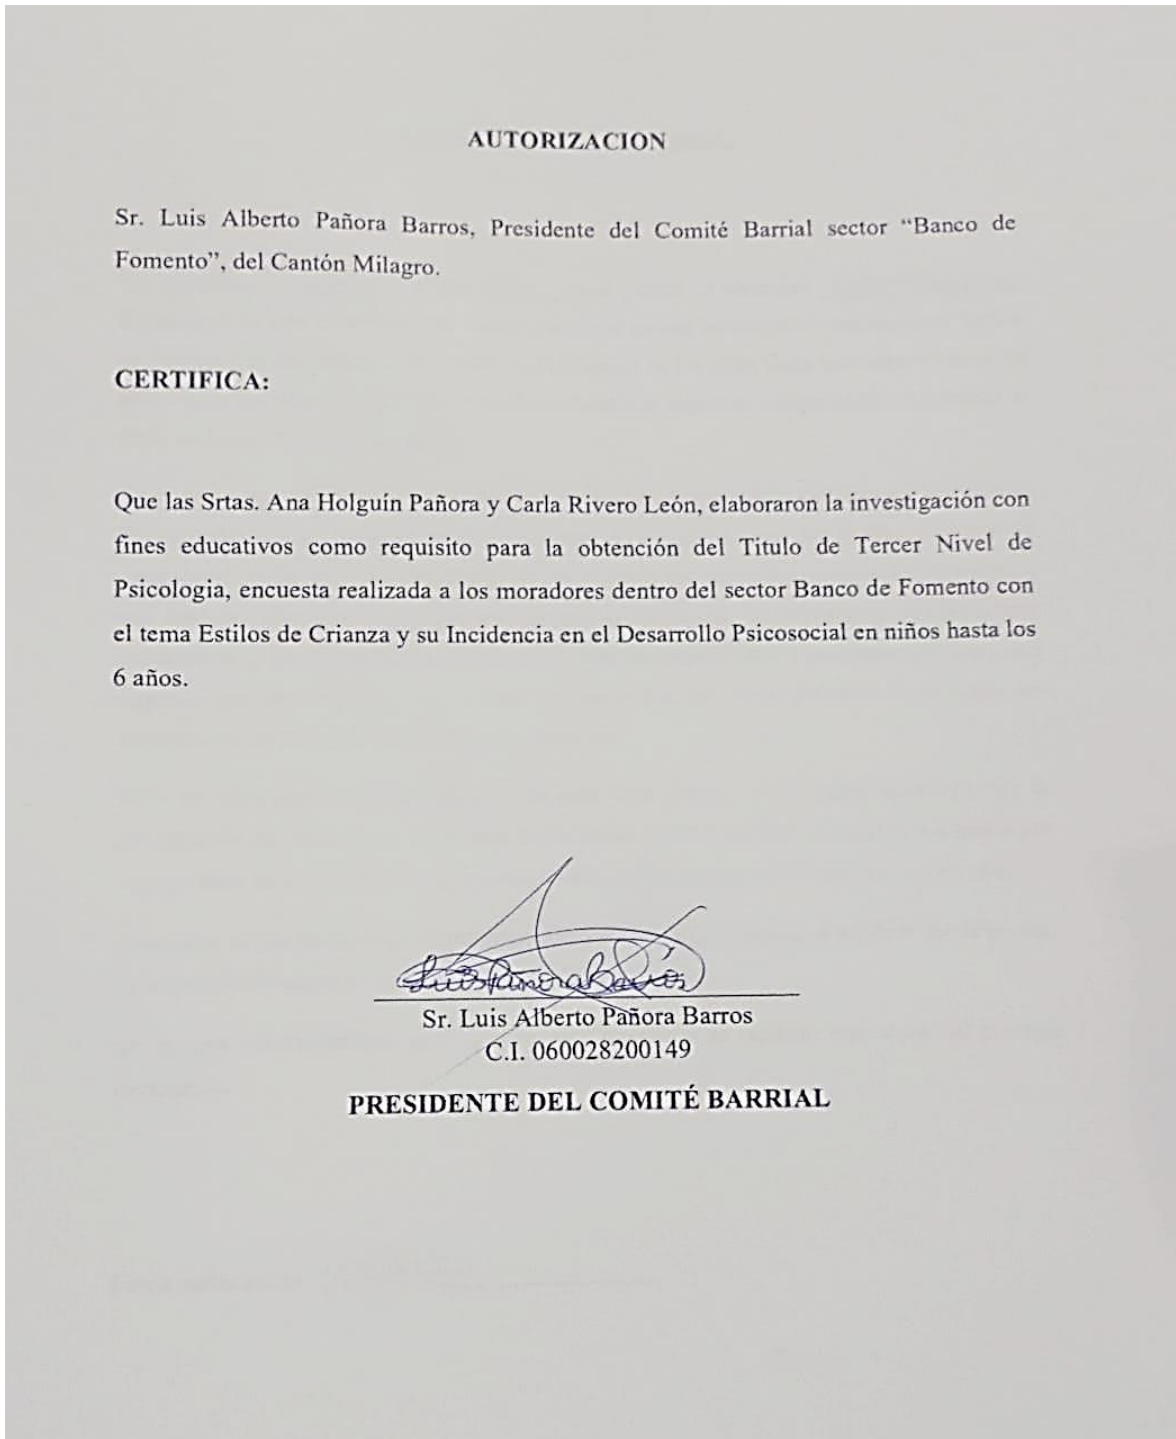 AUTORIZACION
Sr. Luis Alberto Pañora Barros, Presidente del Comité Barrial sector “Banco de
Fomento”, del Cantón Milagro.
CERTIFICA:
Que las Srtas. Ana Holguín Pañora y Carla Rivero León, elaboraron la investigación con
fines educativos como requisito para la obtención del Titulo de Tercer Nivel de
Psicologia, encuesta realizada a los moradores dentro del sector Banco de Fomento con
el tema Estilos de Crianza y su Incidencia en el Desarrollo Psicosocial en niños hasta los
6 años.
Luis Pañora Barros
Sr. Luis Alberto Pañora Barros
C.I. 060028200149
PRESIDENTE DEL COMITÉ BARRIAL